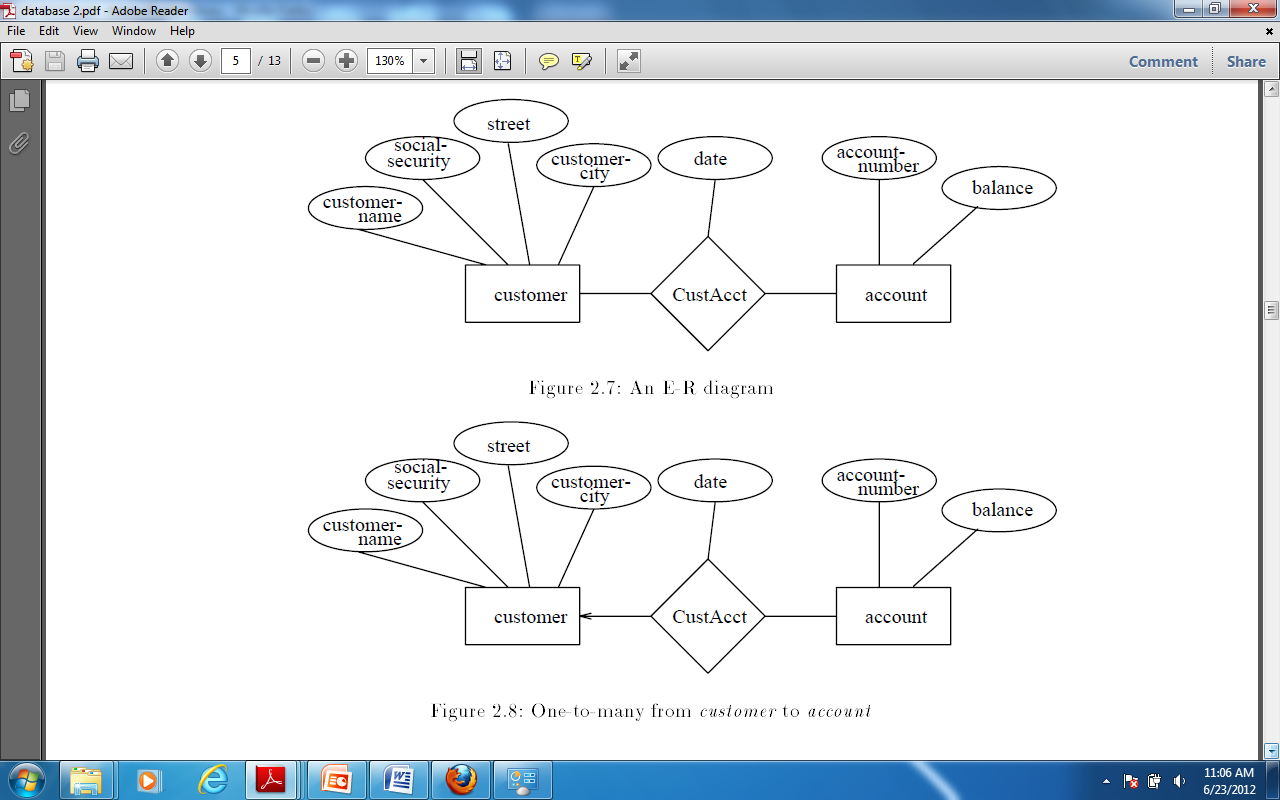 database 2.pdf - Adobe Reader
File Edit View Window Help
5 / 13 130% Comment Share
street
social-
security
customer-
city
date
account-
number
balance
customer-
name
customer
CustAcct
account
Figure 2.7: An E-R diagram
street
social-
security
customer-
city
date
account-
number
balance
customer-
name
customer
CustAcct
account
Figure 2.8: One-to-many from customer to account
11:06 AM
6/23/2012